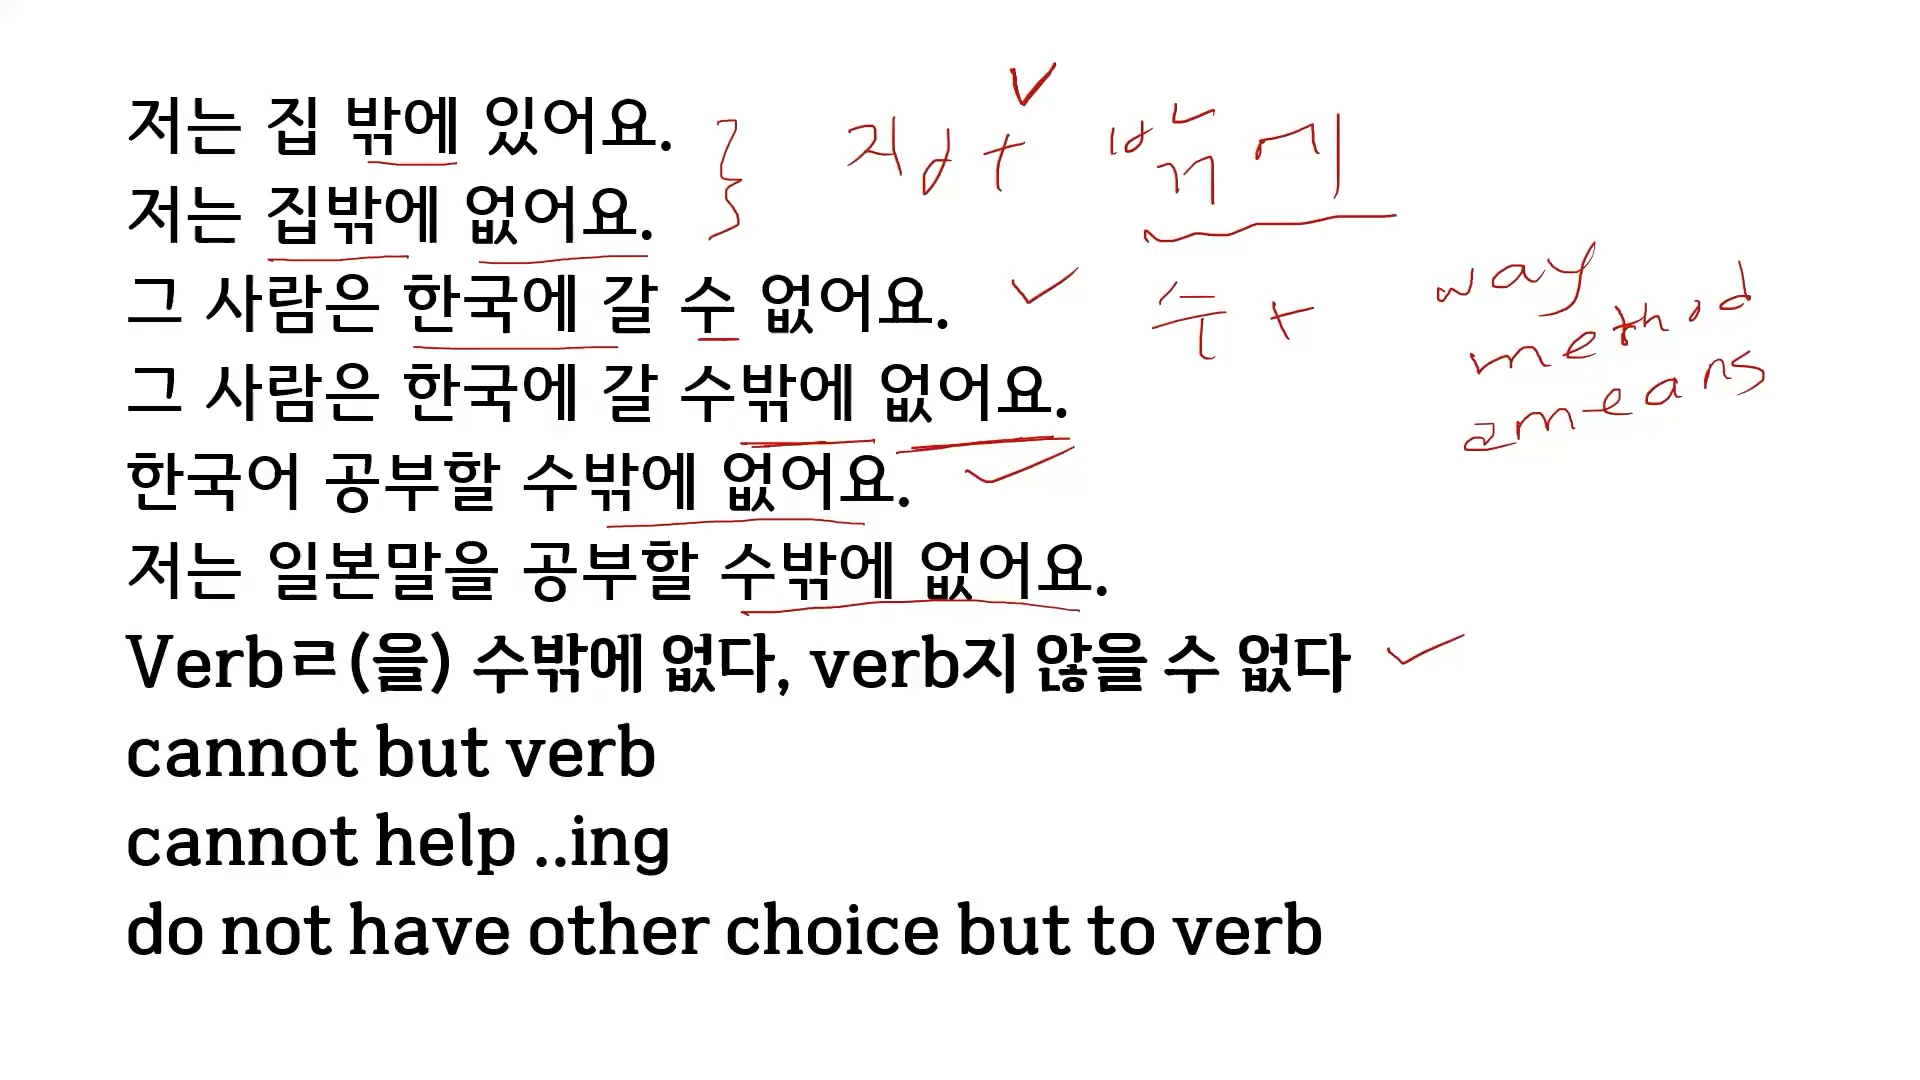 저는 집 밖에 있어요.
저는 집밖에 없어요.
그 사람은 한국에 갈 수 없어요.
그 사람은 한국에 갈 수밖에 없어요.
한국어 공부할 수밖에 없어요.
저는 일본말을 공부할 수밖에 없어요.
Verbㄹ(을) 수밖에 없다, verb지 않을 수 없다
cannot but verb
cannot help ..ing
do not have other choice but to verb
+ 밖에
수 +
way
method
a means